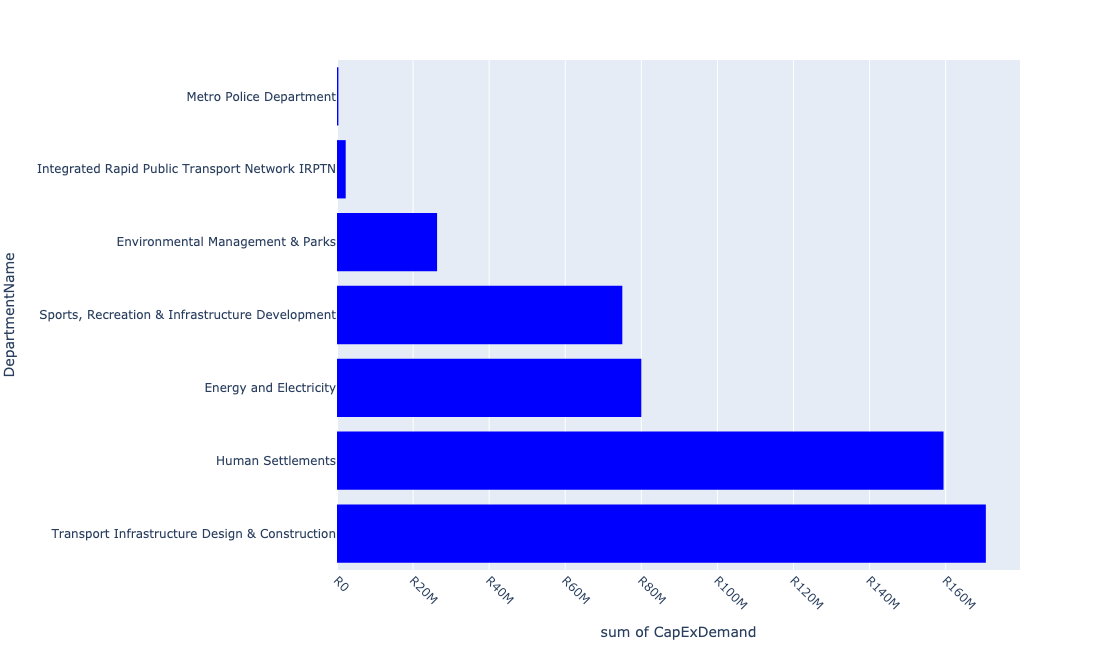 DepartmentName
Metro Police Department
Integrated Rapid Public Transport Network IRPTN
Environmental Management & Parks
Sports, Recreation & Infrastructure Development
Energy and Electricity
Human Settlements
Transport Infrastructure Design & Construction
R0
R20M
R40M
R60M
R80M
R100M
R120M
R140M
R160M
sum of CapExDemand